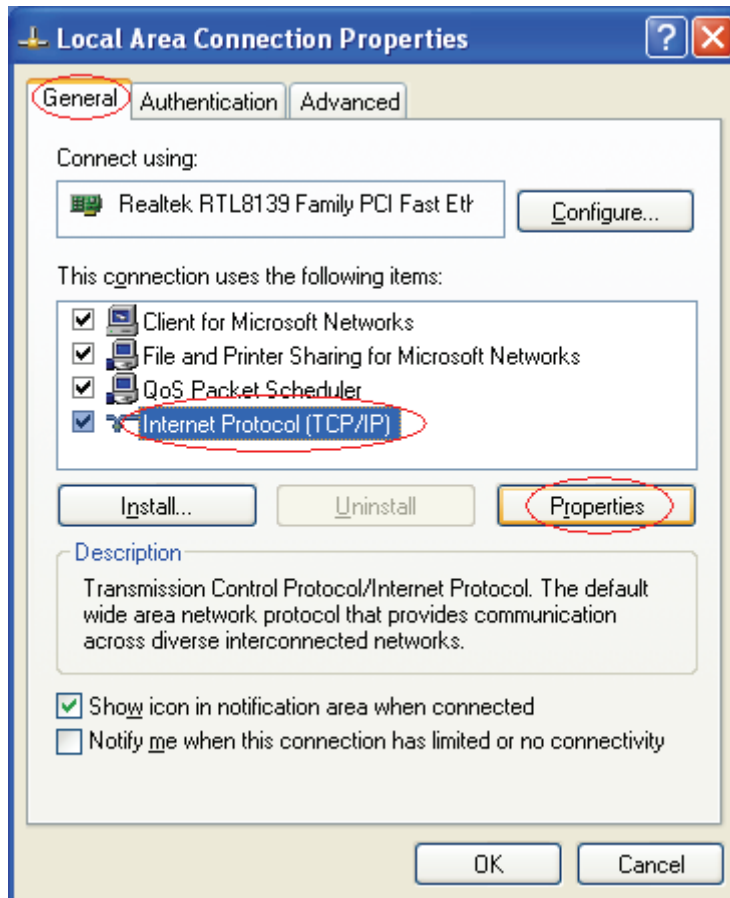 Local Area Connection Properties
General Authentication Advanced
Connect using:
Realtek RTL8139 Family PCI Fast Eth
Configure...
This connection uses the following items:
Client for Microsoft Networks
File and Printer Sharing for Microsoft Networks
QoS Packet Scheduler
Internet Protocol (TCP/IP)
Install... Uninstall Properties
Description
Transmission Control Protocol/Internet Protocol. The default
wide area network protocol that provides communication
across diverse interconnected networks.
Show icon in notification area when connected
Notify me when this connection has limited or no connectivity
OK Cancel